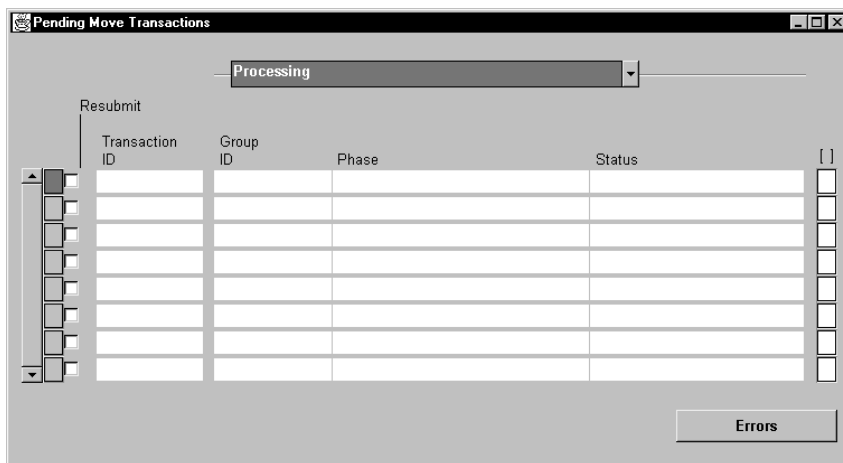 Pending Move Transactions
Processing
Resubmit
Transaction
ID
Group
ID
Phase
Status
[ ]
Errors